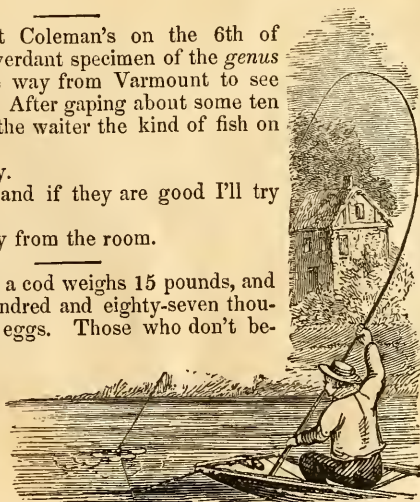 t Coleman's on the 6th of
verdant specimen of the genus
way from Varmount to see
After gaping about some ten
the waiter the kind of fish on
y.
and if they are good I'll try
y from the room.
a cod weighs 15 pounds, and
ndred and eighty-seven thou-
eggs. Those who don't be-